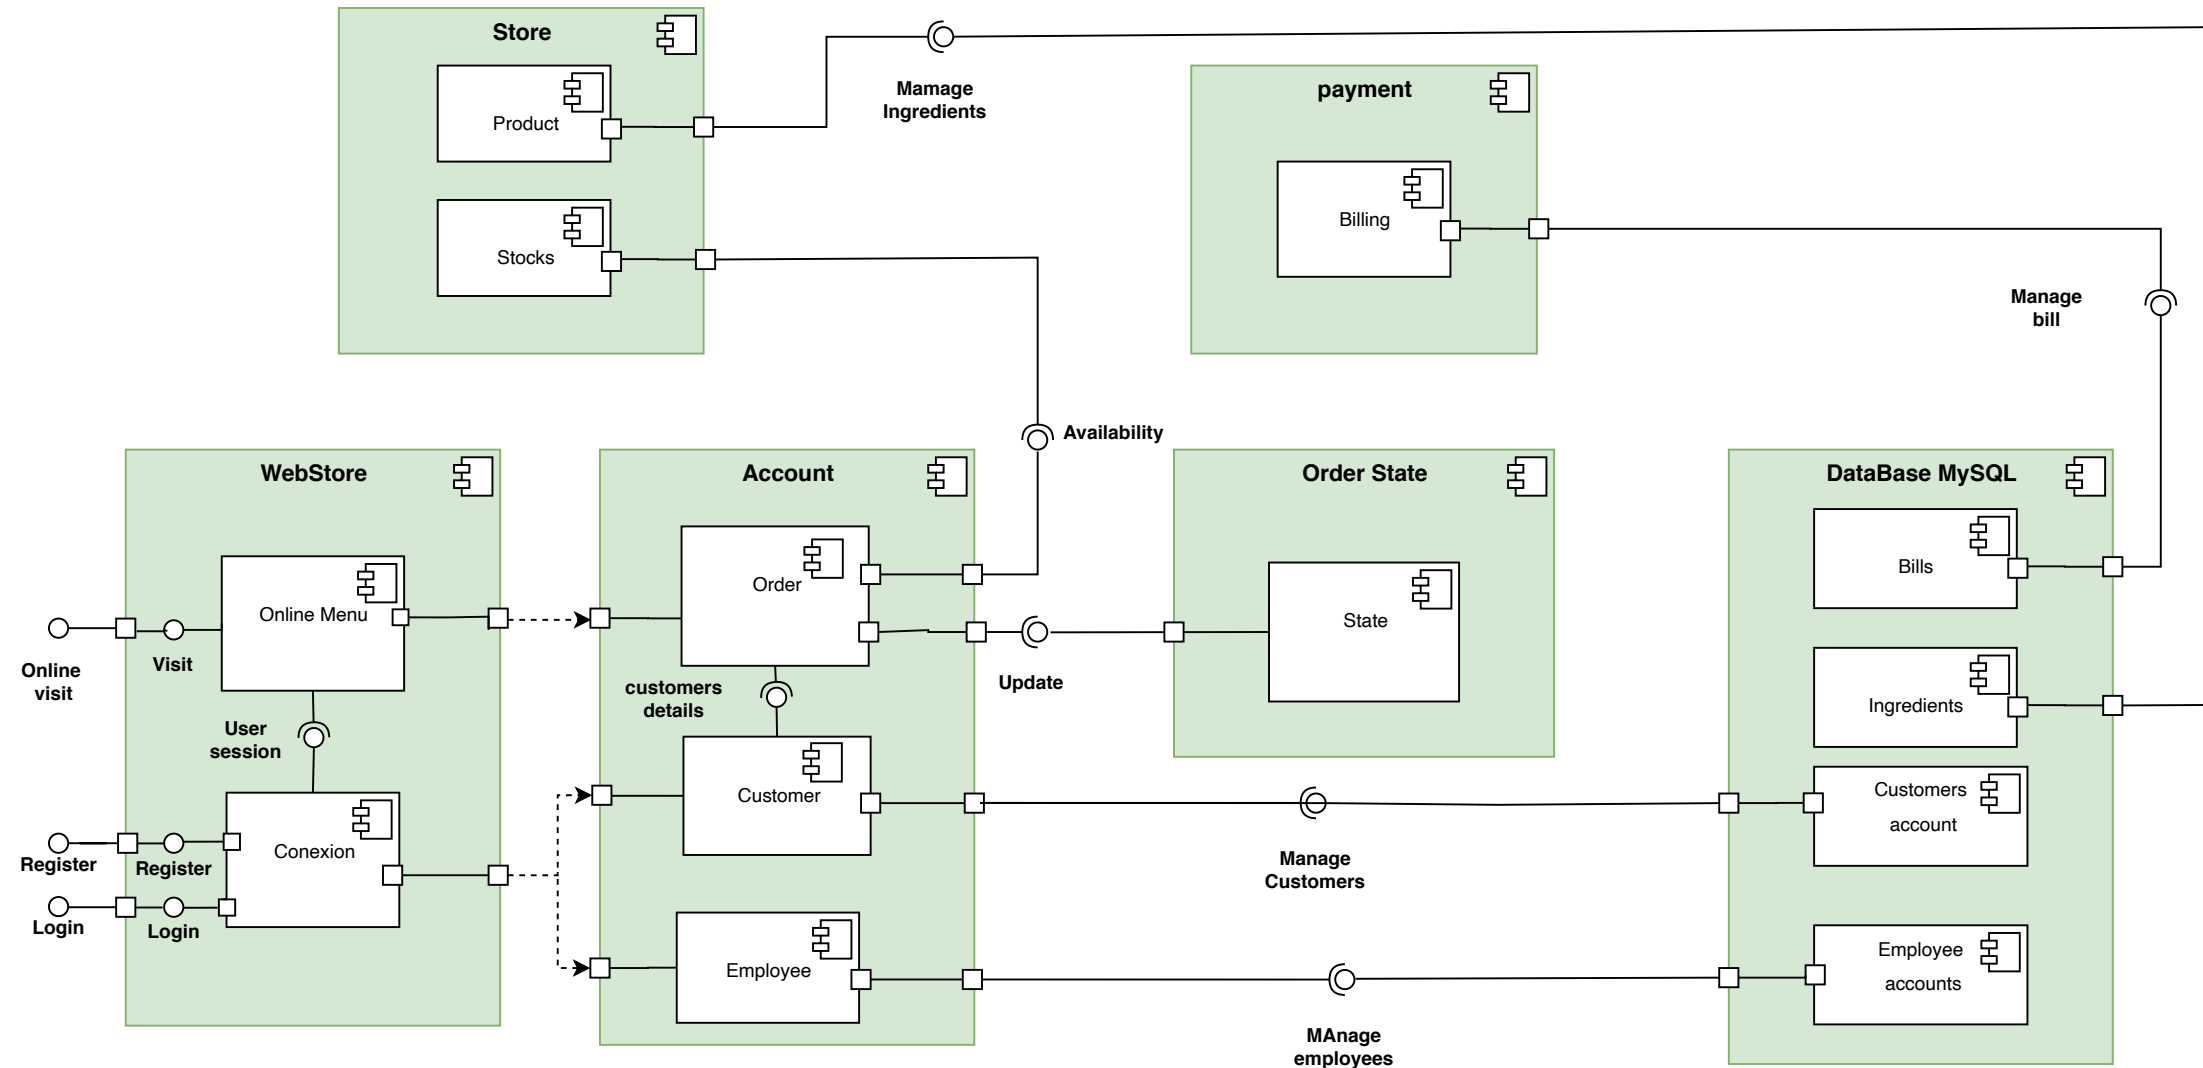 Store
Product
Stocks
Mamage
Ingredients
payment
Billing
Manage
bill
Availability
WebStore
Online Menu
Online
visit
Visit
User
session
Conexion
Register
Register
Login
Login
Account
Order
customers
details
Customer
Employee
Update
Order State
State
Manage
Customers
MAnage
employees
DataBase MySQL
Bills
Ingredients
Customers
account
Employee
accounts